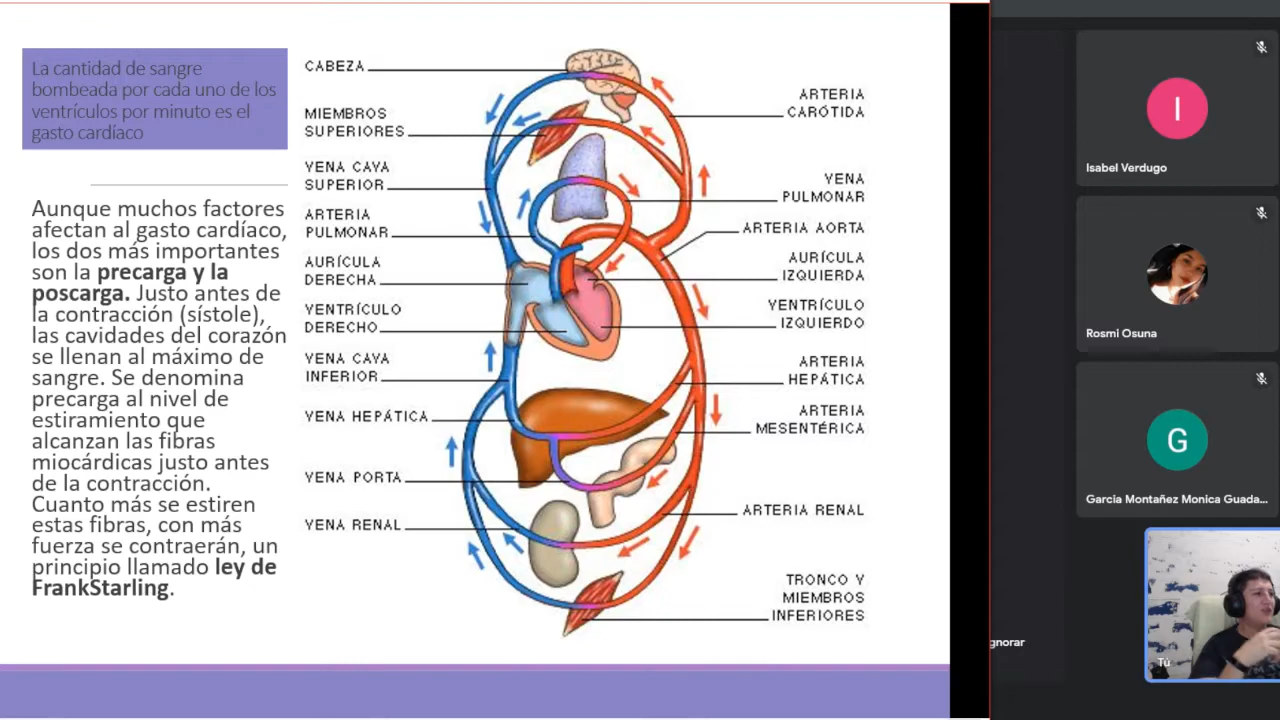 La cantidad de sangre
bombeada por cada uno de los
ventrículos por minuto es el
gasto cardíaco
Aunque muchos factores
afectan al gasto cardíaco,
los dos más importantes
son la precarga y la
poscarga. Justo antes de
la contracción (sístole),
las cavidades del corazón
se llenan al máximo de
sangre. Se denomina
precarga al nivel de
estiramiento que
alcanzan las fibras
miocárdicas justo antes
de la contracción.
Cuanto más se estiren
estas fibras, con más
fuerza se contraerán, un
principio llamado ley de
FrankStarling.
CABEZA
MIEMBROS
SUPERIORES
VENA CAVA
SUPERIOR
ARTERIA
PULMONAR
AURÍCULA
DERECHA
VENTRÍCULO
DERECHO
VENA CAVA
INFERIOR
VENA HEPÁTICA
VENA PORTA
VENA RENAL
ARTERIA
CARÓTIDA
VENA
PULMONAR
ARTERIA AORTA
AURÍCULA
IZQUIERDA
VENTRÍCULO
IZQUIERDO
ARTERIA
HEPÁTICA
ARTERIA
MESENTÉRICA
ARTERIA RENAL
TRONCO Y
MIEMBROS
INFERIORES
I
Isabel Verdugo
Rosmi Osuna
G
Garcia Montañez Monica Guada...
gnorar
Tú